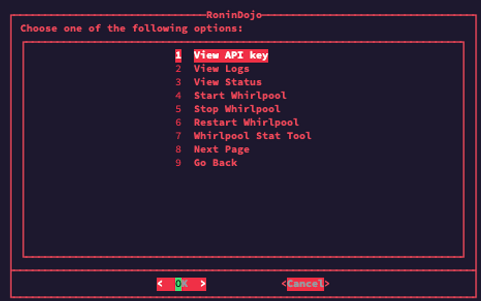 RoninDojo
Choose one of the following options:
1 View API key
2 View Logs
3 View Status
4 Start Whirlpool
5 Stop Whirlpool
6 Restart Whirlpool
7 Whirlpool Stat Tool
8 Next Page
9 Go Back
< OK > <Cancel>